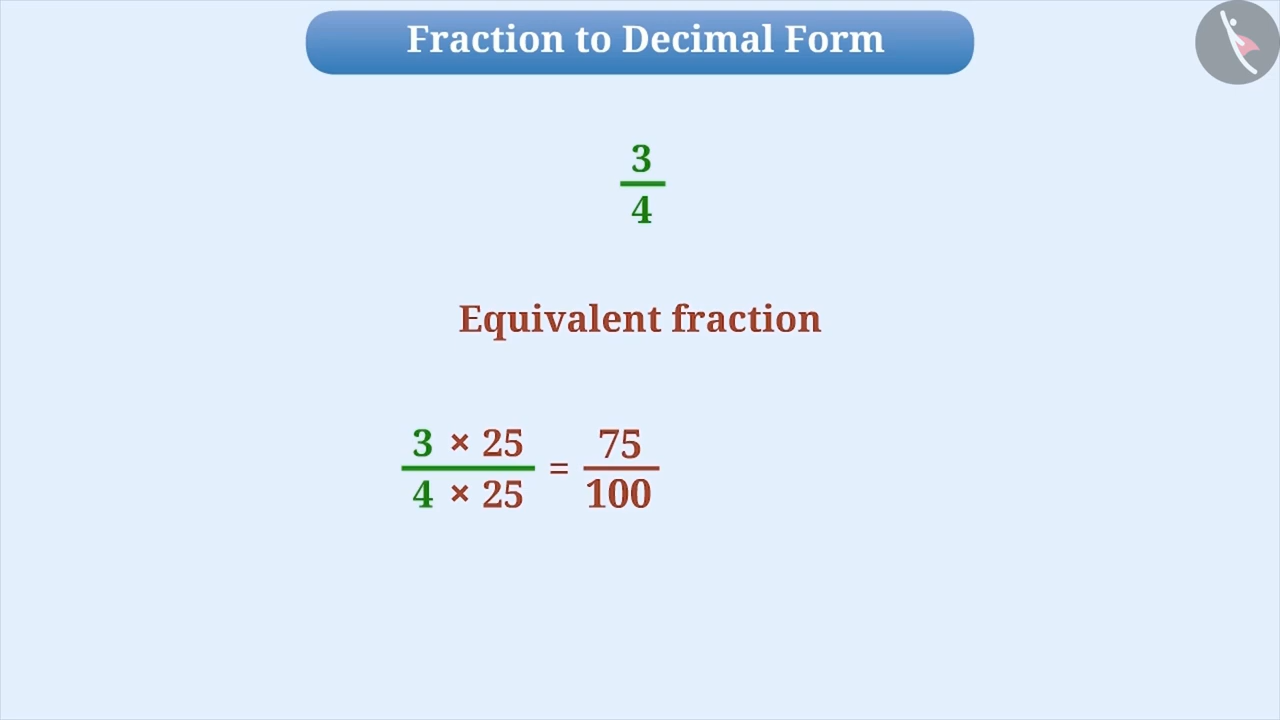 Fraction to Decimal Form
3
4
Equivalent fraction
3 × 25
4 × 25
=
75
100